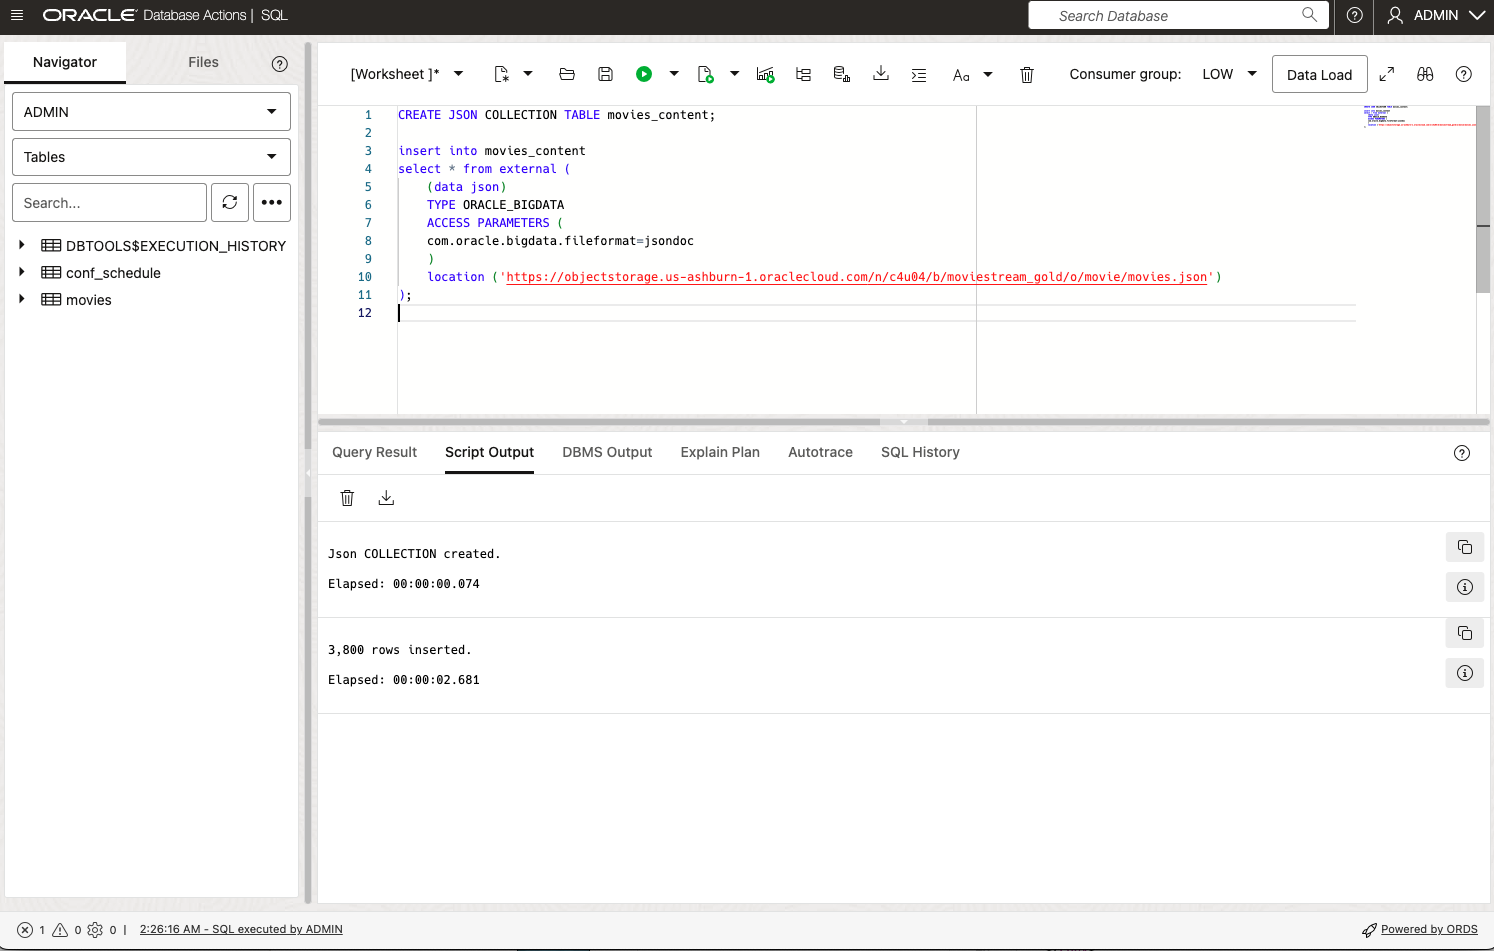 ORACLE Database Actions | SQL
Search Database
ADMIN
Navigator
Files
ADMIN
Tables
Search...
DBTOOLS$EXECUTION_HISTORY
conf_schedule
movies
[Worksheet ]*
Aa
Consumer group: LOW
Data Load
1 CREATE JSON COLLECTION TABLE movies_content;
2
3 insert into movies_content
4 select * from external (
5 (data json)
6 TYPE ORACLE_BIGDATA
7 ACCESS PARAMETERS (
8 com.oracle.bigdata.fileformat=jsondoc
9 )
10 location ('https://objectstorage.us-ashburn-1.oraclecloud.com/n/c4u04/b/moviestream_gold/o/movie/movies.json')
11 );
12
Query Result
Script Output
DBMS Output
Explain Plan
Autotrace
SQL History
Json COLLECTION created.
Elapsed: 00:00:00.074
3,800 rows inserted.
Elapsed: 00:00:02.681
1 0 0 | 2:26:16 AM - SQL executed by ADMIN
Powered by ORDS